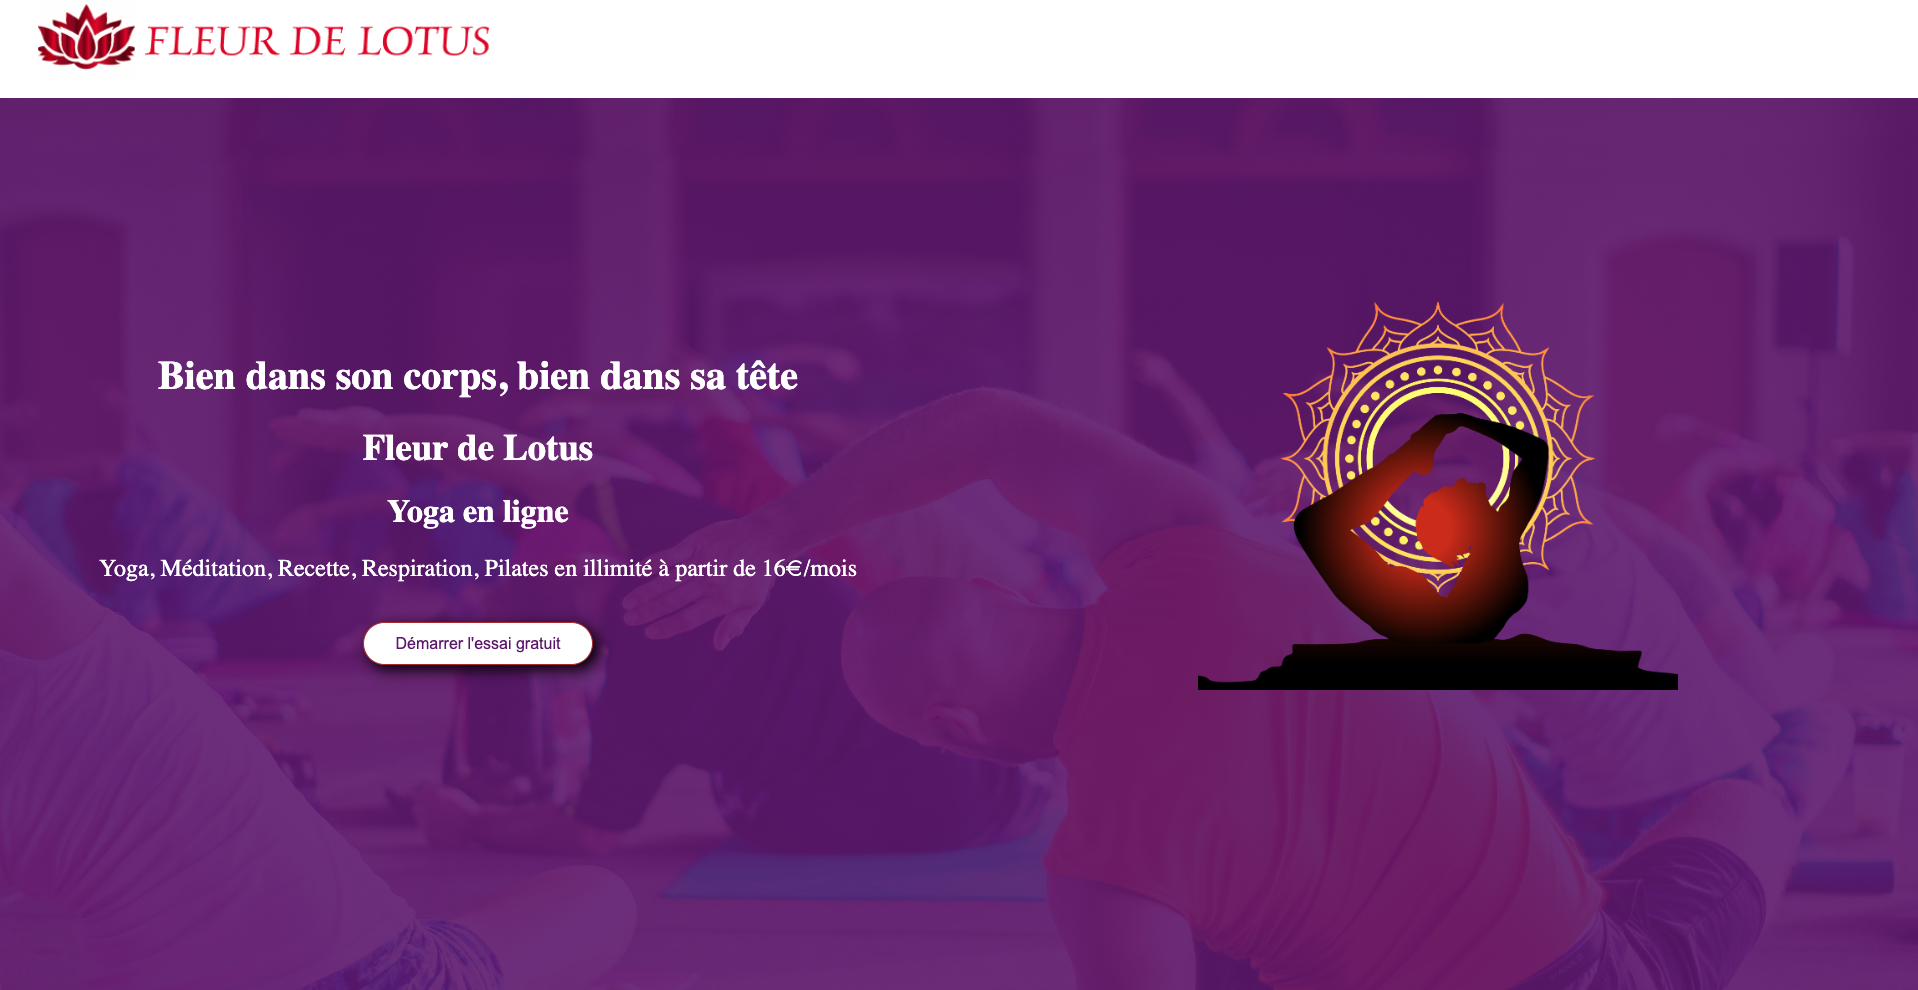 FLEUR DE LOTUS
Bien dans son corps, bien dans sa tête
Fleur de Lotus
Yoga en ligne
Yoga, Méditation, Recette, Respiration, Pilates en illimité à partir de 16€/mois
Démarrer l'essai gratuit